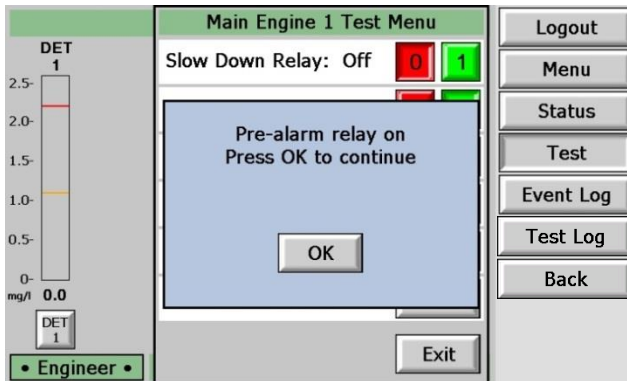 Main Engine 1 Test Menu
DET
1
2.5-
2.0-
1.5-
1.0-
0.5-
0-
mg/l 0.0
DET
1
• Engineer •
Slow Down Relay: Off 0 1
Pre-alarm relay on
Press OK to continue
OK
Exit
Logout
Menu
Status
Test
Event Log
Test Log
Back